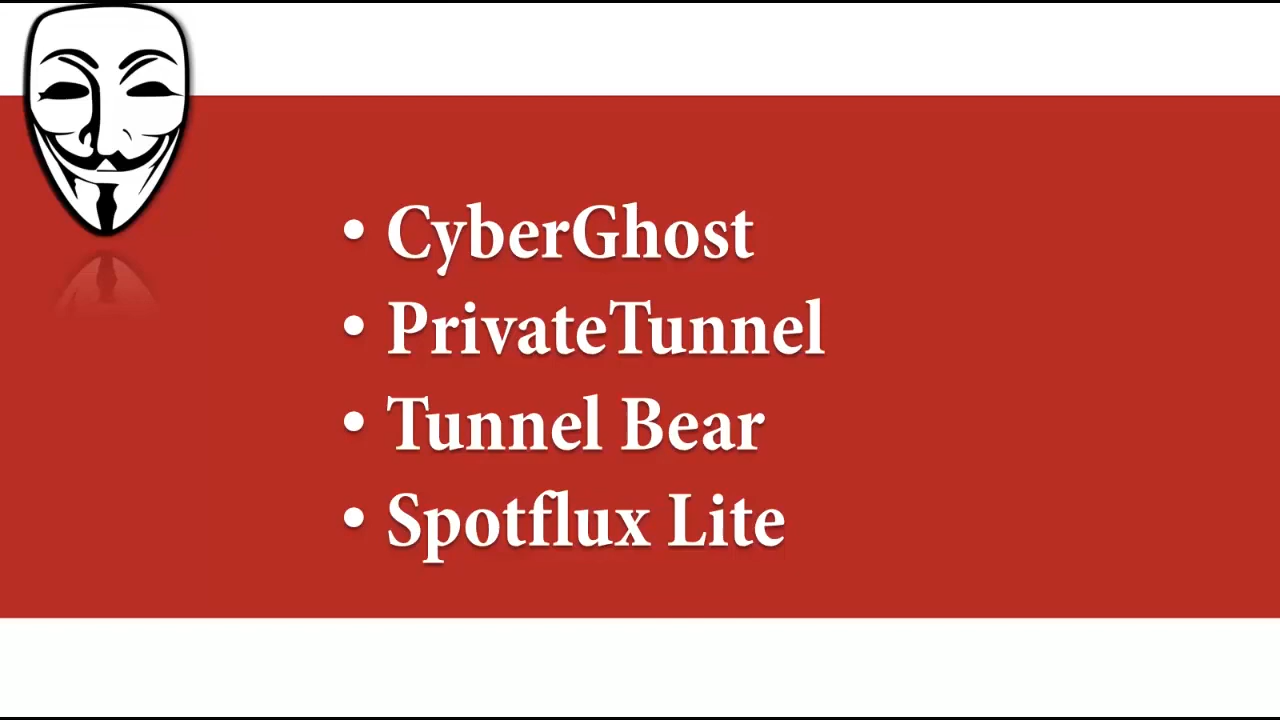 • CyberGhost
• PrivateTunnel
• Tunnel Bear
• Spotflux Lite